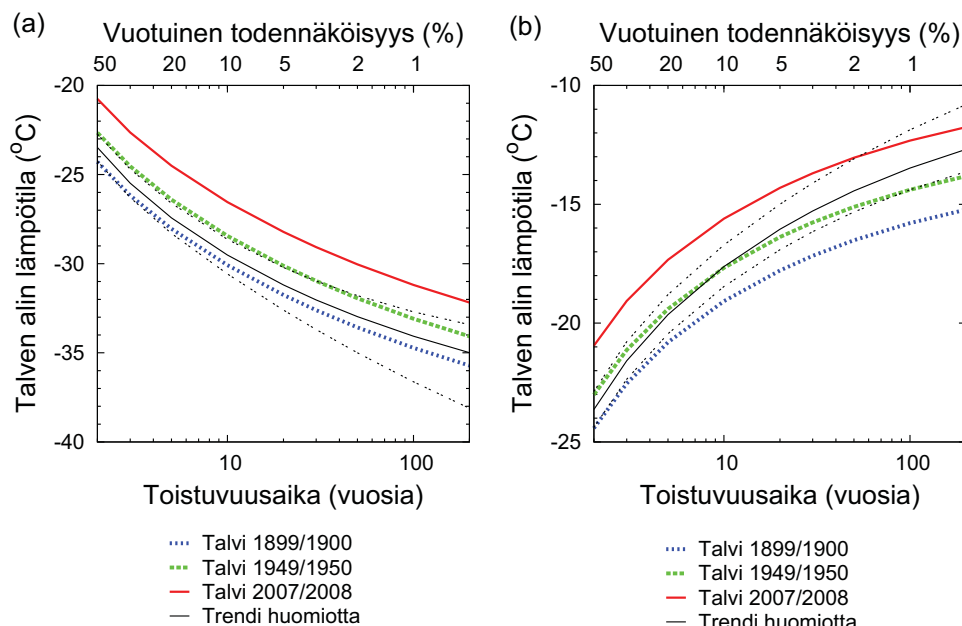 (a)
Vuotuinen todennäköisyys (%)
50 20 10 5 2 1
-20
-25
-30
-35
-40
Talven alin lämpötila (°C)
10 100
Toistuvuusaika (vuosia)
Talvi 1899/1900
Talvi 1949/1950
Talvi 2007/2008
Trendi huomiotta
(b)
Vuotuinen todennäköisyys (%)
50 20 10 5 2 1
-10
-15
-20
-25
Talven alin lämpötila (°C)
10 100
Toistuvuusaika (vuosia)
Talvi 1899/1900
Talvi 1949/1950
Talvi 2007/2008
Trendi huomiotta